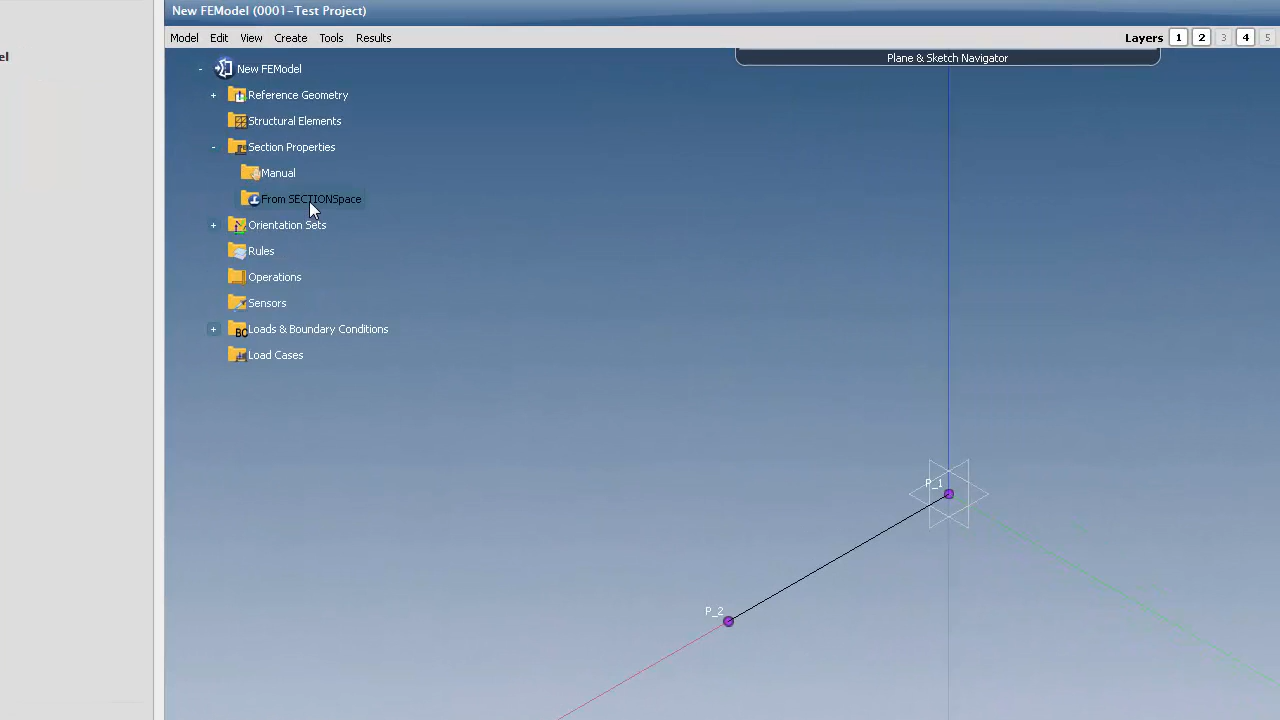 New FEModel (0001-Test Project)
el
Model Edit View Create Tools Results
Layers 1 2 3 4 5
Plane & Sketch Navigator
- New FEModel
+ Reference Geometry
Structural Elements
- Section Properties
Manual
From SECTIONSpace
+ Orientation Sets
Rules
Operations
Sensors
+ BC Loads & Boundary Conditions
Load Cases
P_1
P_2